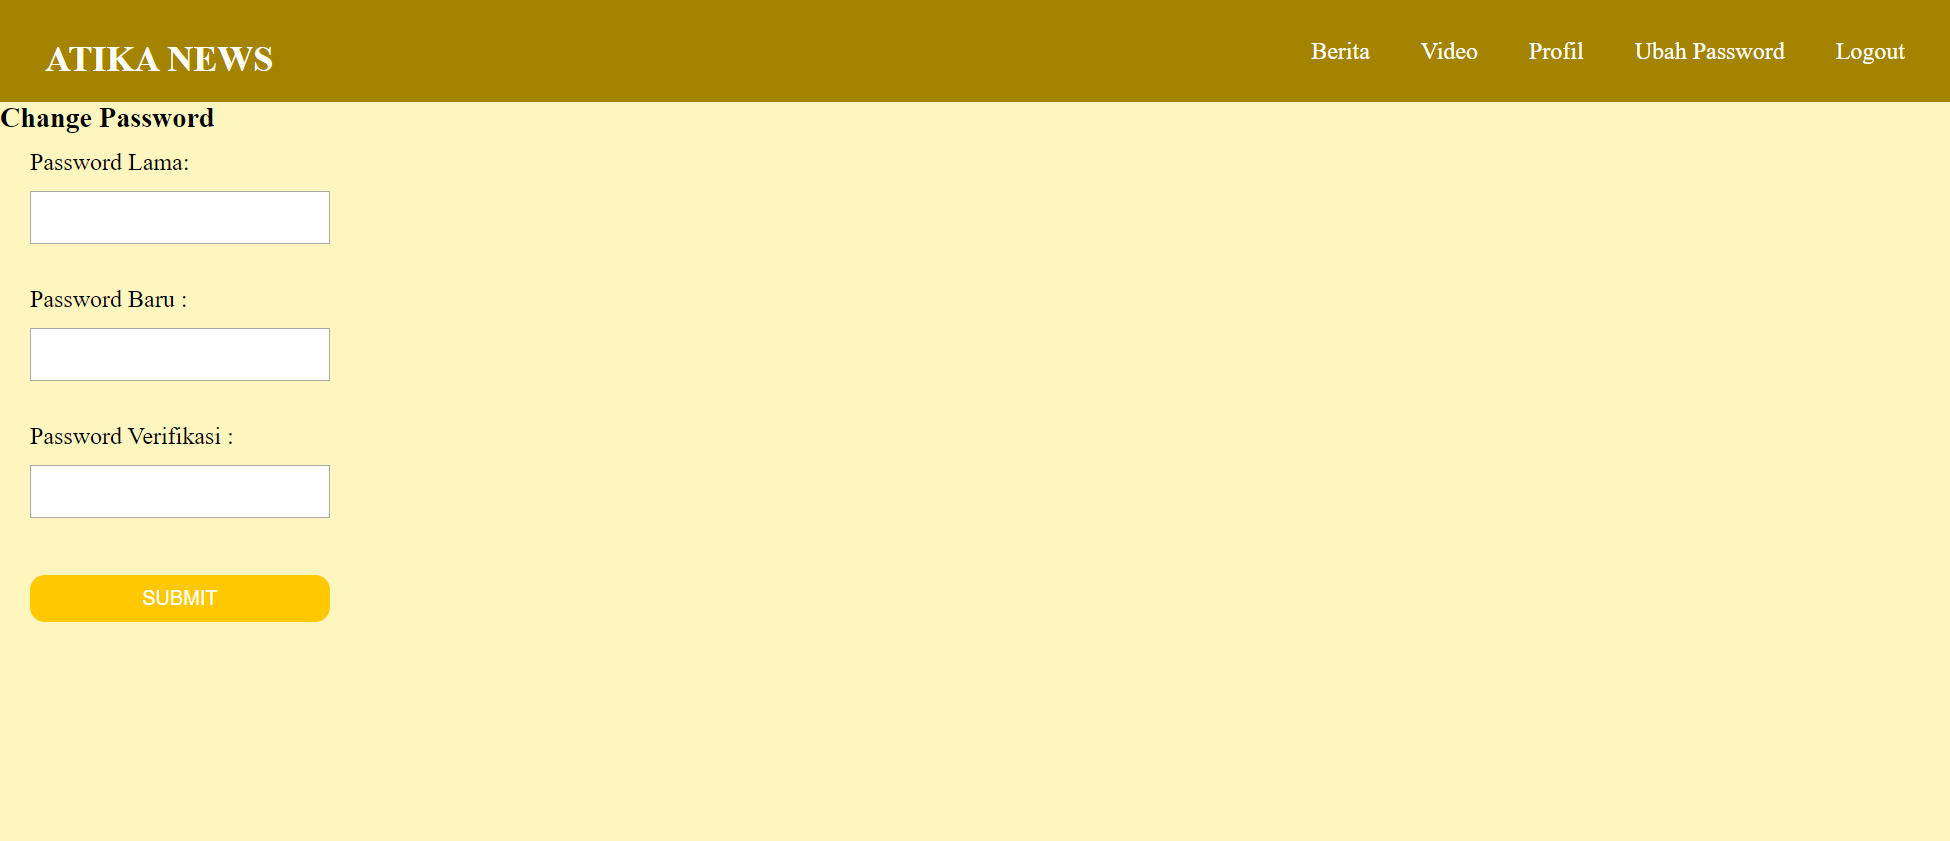 ATIKA NEWS
Berita Video Profil Ubah Password Logout
Change Password
Password Lama:
Password Baru :
Password Verifikasi :
SUBMIT